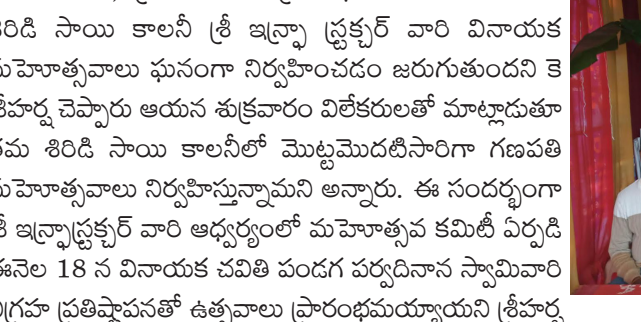 శిరిడి సాయి కాలనీ శ్రీ ఇన్ఫ్రా స్ట్రక్చర్ వారి వినాయక
మహెూత్సవాలు ఘనంగా నిర్వహించడం జరుగుతుందని కె
శ్రీహర్ష చెప్పారు ఆయన శుక్రవారం విలేకరులతో మాట్లాడుతూ
తమ శిరిడి సాయి కాలనీలో మొట్టమొదటిసారిగా గణపతి
మహెూత్సవాలు నిర్వహిస్తున్నామని అన్నారు. ఈ సందర్భంగా
శ్రీ ఇన్ఫ్రాస్ట్రక్చర్ వారి ఆధ్వర్యంలో మహెూత్సవ కమిటీ ఏర్పడి
ఈనెల 18 న వినాయక చవితి పండగ పర్వదినాన స్వామివారి
విగ్రహ ప్రతిష్టాపనతో ఉత్సవాలు ప్రారంభమయ్యాయని శ్రీహర్ష